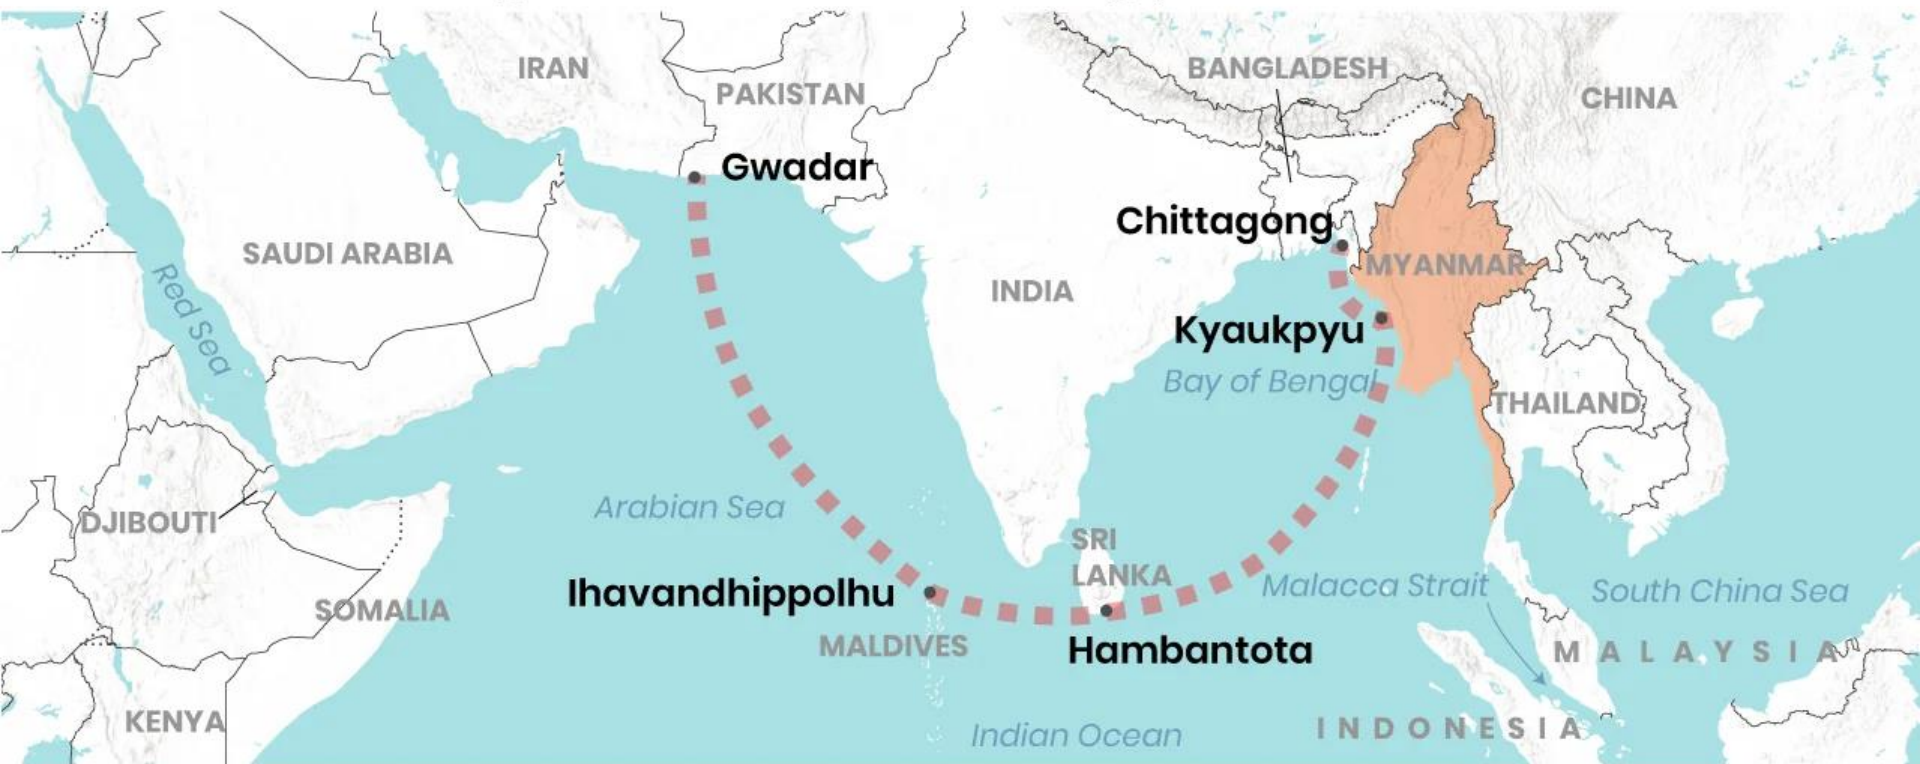 IRAN
BANGLADESH
PAKISTAN
CHINA
Gwadar
Chittagong
SAUDI ARABIA
MYANMAR
INDIA
Red Sea
Kyaukpyu
Bay of Bengal
THAILAND
Arabian Sea
DJIBOUTI
SRI
LANKA
Malacca Strait
South China Sea
Ihavandhippolhu
SOMALIA
MALDIVES
Hambantota
MALAYSIA
KENYA
INDONESIA
Indian Ocean